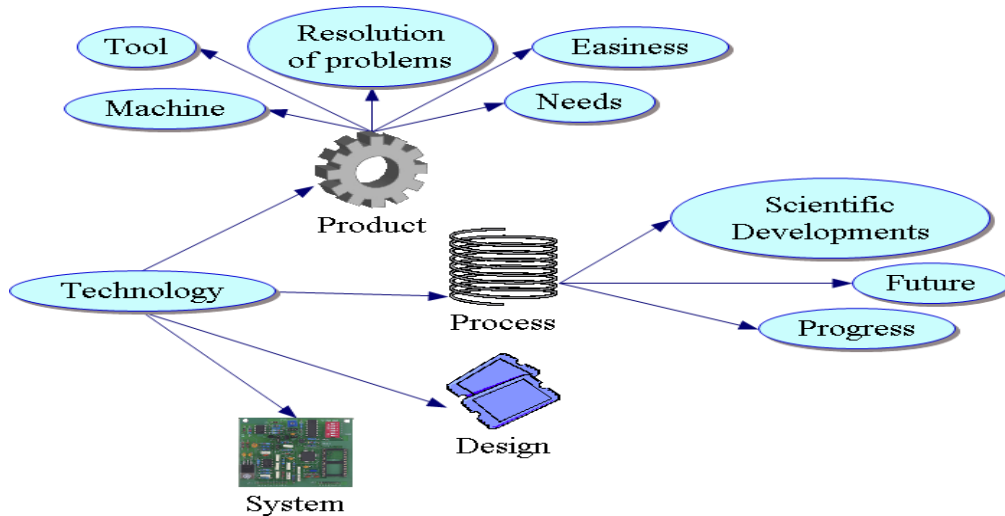 Tool
Resolution
of problems
Easiness
Machine
Needs
Product
Scientific
Developments
Technology
Process
Future
Progress
Design
System